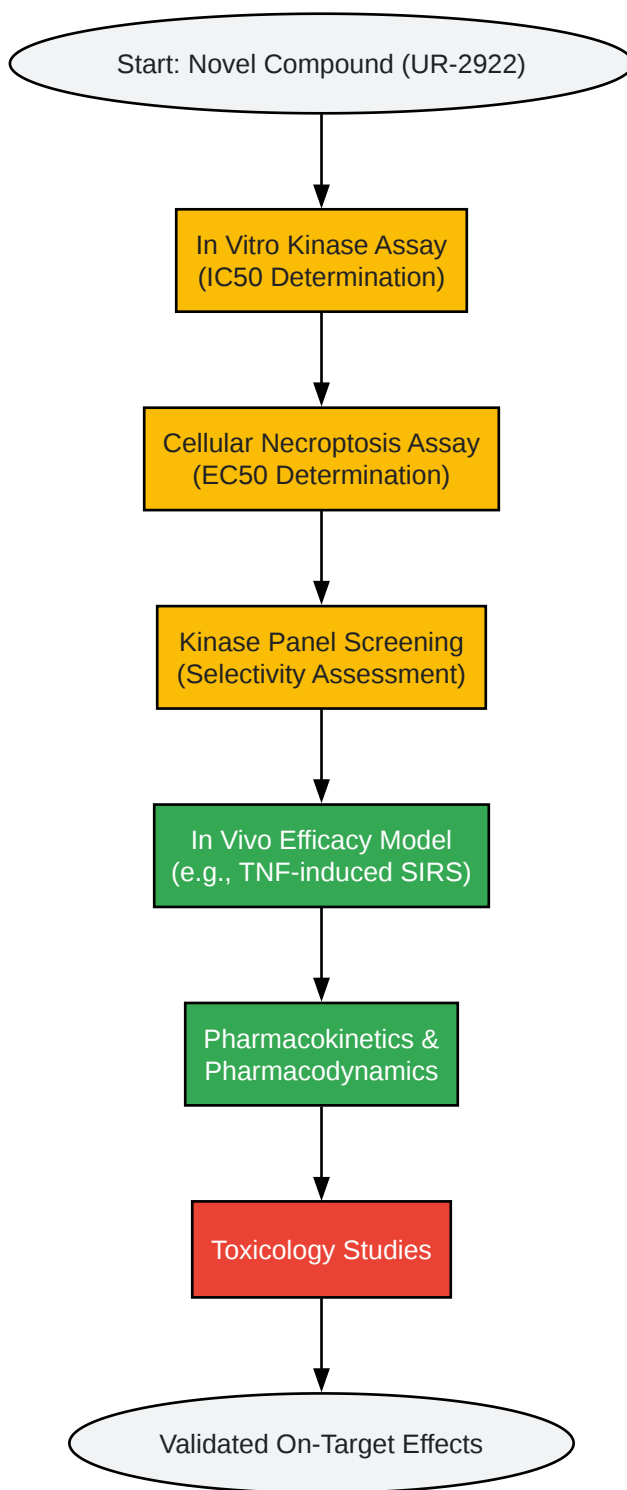 Start: Novel Compound (UR-2922)
In Vitro Kinase Assay
(IC50 Determination)
Cellular Necroptosis Assay
(EC50 Determination)
Kinase Panel Screening
(Selectivity Assessment)
In Vivo Efficacy Model
(e.g., TNF-induced SIRS)
Pharmacokinetics &
Pharmacodynamics
Toxicology Studies
Validated On-Target Effects